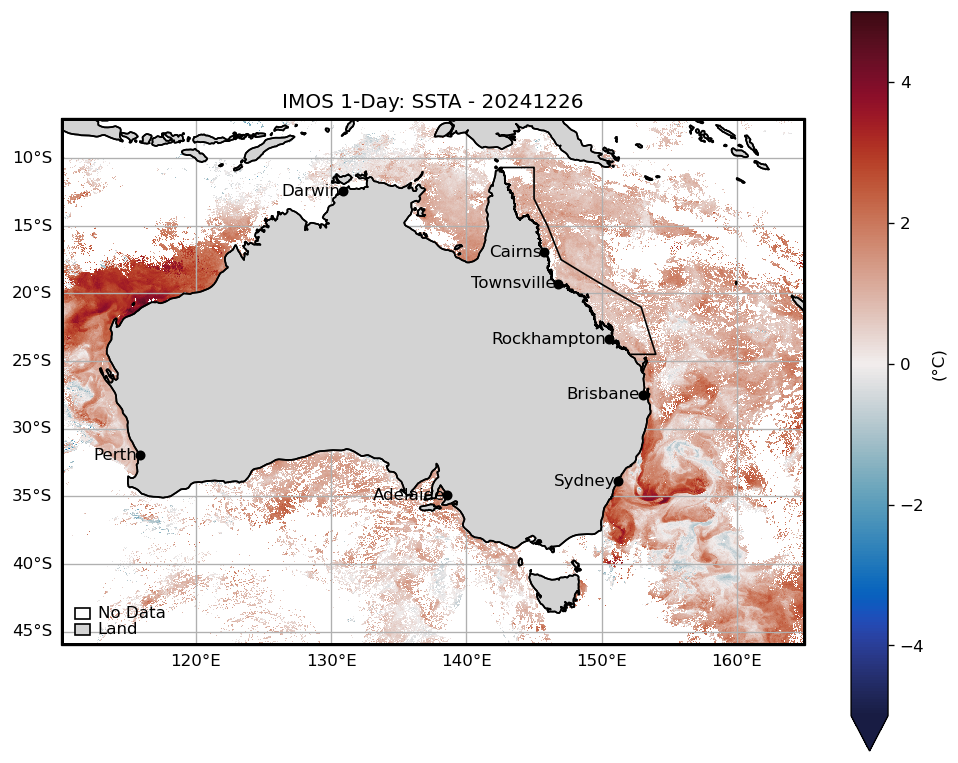 IMOS 1-Day: SSTA - 20241226
10°S
15°S
20°S
25°S
30°S
35°S
40°S
45°S
Darwin
Cairns
Townsville
Rockhampton
Brisbane
Perth
Sydney
Adelaide
No Data
Land
120°E
130°E
140°E
150°E
160°E
4
2
0
−2
−4
(°C)